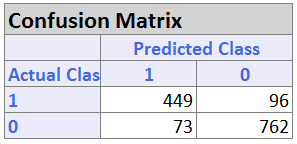 Confusion Matrix
Predicted Class
Actual Clas 1 0
1 449 96
0 73 762